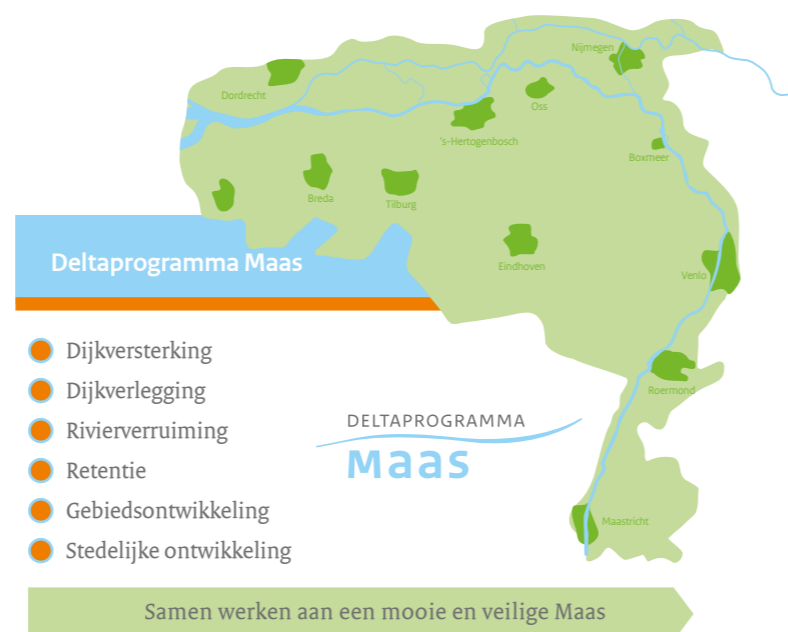 Nijmegen
Dordrecht
Oss
's-Hertogenbosch
Boxmeer
Breda
Tilburg
Deltaprogramma Maas
Eindhoven
Venlo
Dijkversterking
Dijkverlegging
Roermond
DELTAPROGRAMMA
Maas
Rivierverruiming
Retentie
Gebiedsontwikkeling
Maastricht
Stedelijke ontwikkeling
Samen werken aan een mooie en veilige Maas